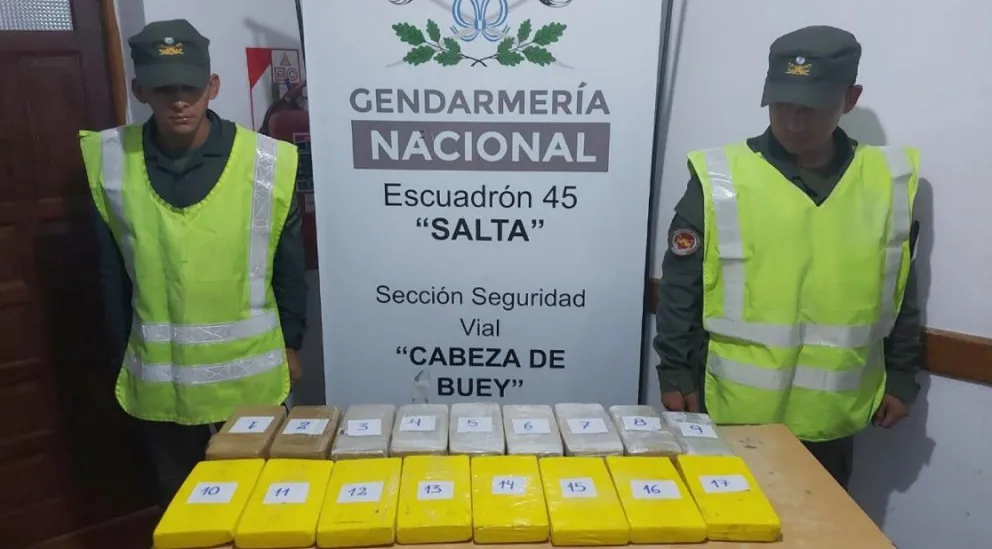 GENDARMERÍA
NACIONAL
Escuadrón 45
“SALTA”
Sección Seguridad
Vial
“CABEZA DE
BUEY”
1 2 3 4 5 6 7 8 9
10 11 12 13 14 15 16 17